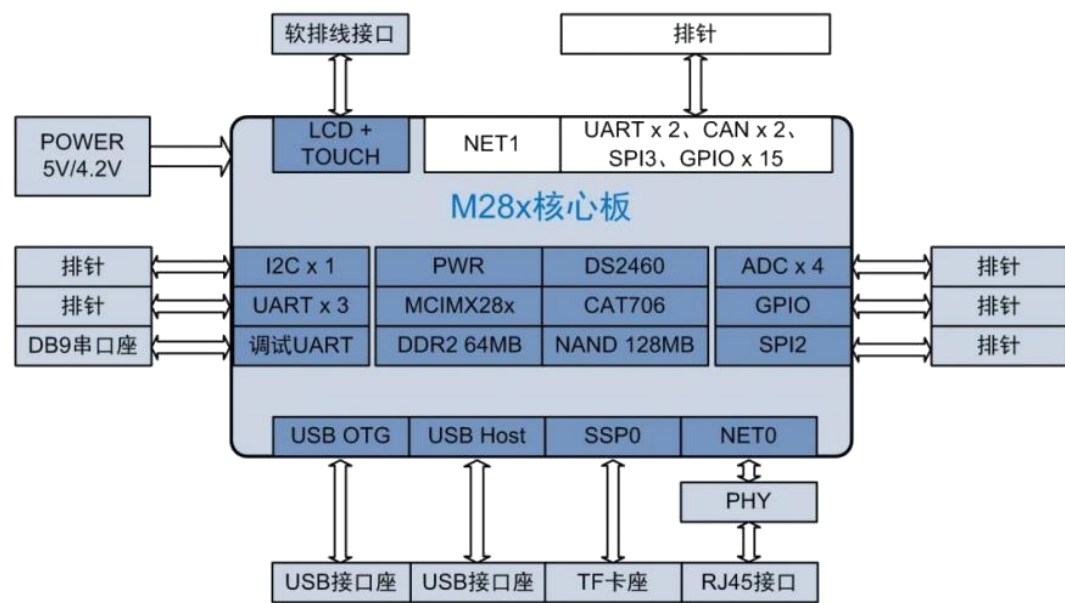 软排线接口
排针
POWER
5V/4.2V
LCD +
TOUCH
NET1
UART x 2、CAN x 2、
SPI3、GPIO x 15
M28x核心板
排针
I2C x 1
PWR
DS2460
ADC x 4
排针
排针
UART x 3
MCIMX28x
CAT706
GPIO
排针
DB9串口座
调试UART
DDR2 64MB
NAND 128MB
SPI2
排针
USB OTG
USB Host
SSP0
NET0
PHY
USB接口座
USB接口座
TF卡座
RJ45接口